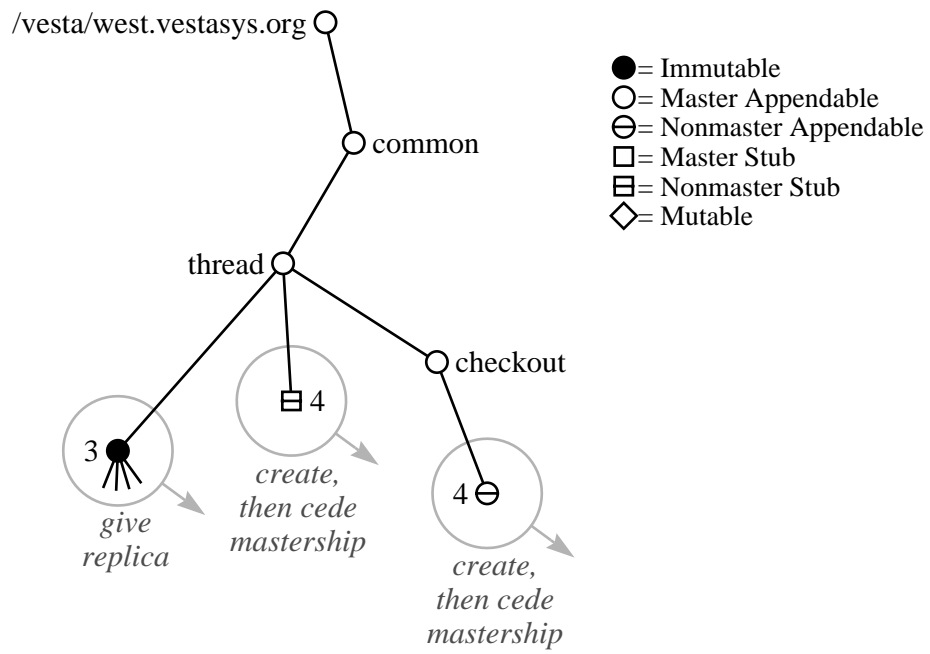 /vesta/west.vestasys.org
= Immutable
= Master Appendable
= Nonmaster Appendable
= Master Stub
= Nonmaster Stub
= Mutable
common
thread
checkout
3
give
replica
4
create,
then cede
mastership
4
create,
then cede
mastership